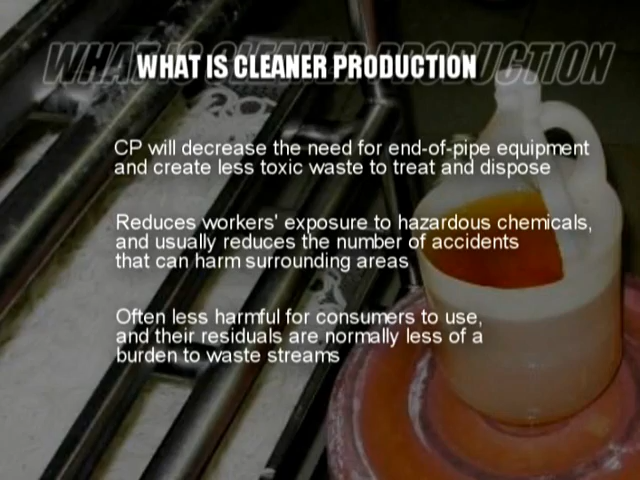 WHAT IS CLEANER PRODUCTION
CP will decrease the need for end-of-pipe equipment
and create less toxic waste to treat and dispose
Reduces workers' exposure to hazardous chemicals,
and usually reduces the number of accidents
that can harm surrounding areas
Often less harmful for consumers to use,
and their residuals are normally less of a
burden to waste streams